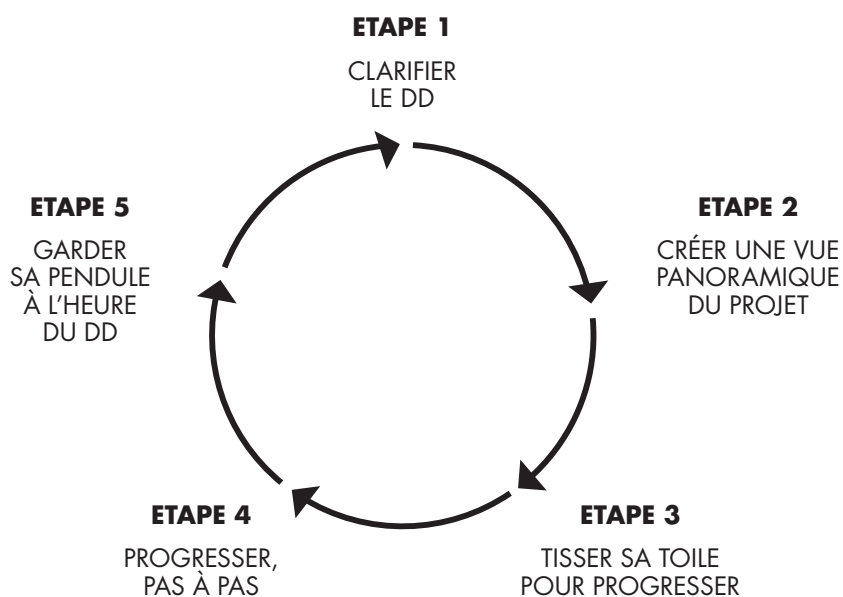 ETAPE 1
CLARIFIER
LE DD
ETAPE 2
CRÉER UNE VUE
PANORAMIQUE
DU PROJET
ETAPE 3
TISSER SA TOILE
POUR PROGRESSER
ETAPE 4
PROGRESSER,
PAS À PAS
ETAPE 5
GARDER
SA PENDULE
À L’HEURE
DU DD